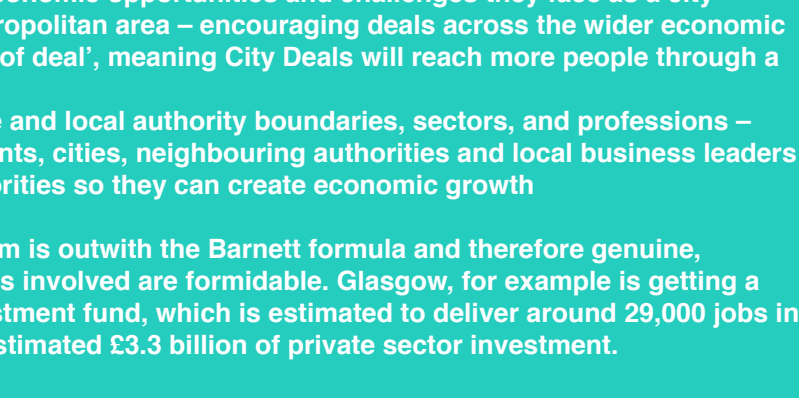 ropolitan area – encouraging deals across the wider economic
of deal’, meaning City Deals will reach more people through a
and local authority boundaries, sectors, and professions –
nts, cities, neighbouring authorities and local business leaders
rities so they can create economic growth
m is outwith the Barnett formula and therefore genuine,
s involved are formidable. Glasgow, for example is getting a
stment fund, which is estimated to deliver around 29,000 jobs in
stimated £3.3 billion of private sector investment.